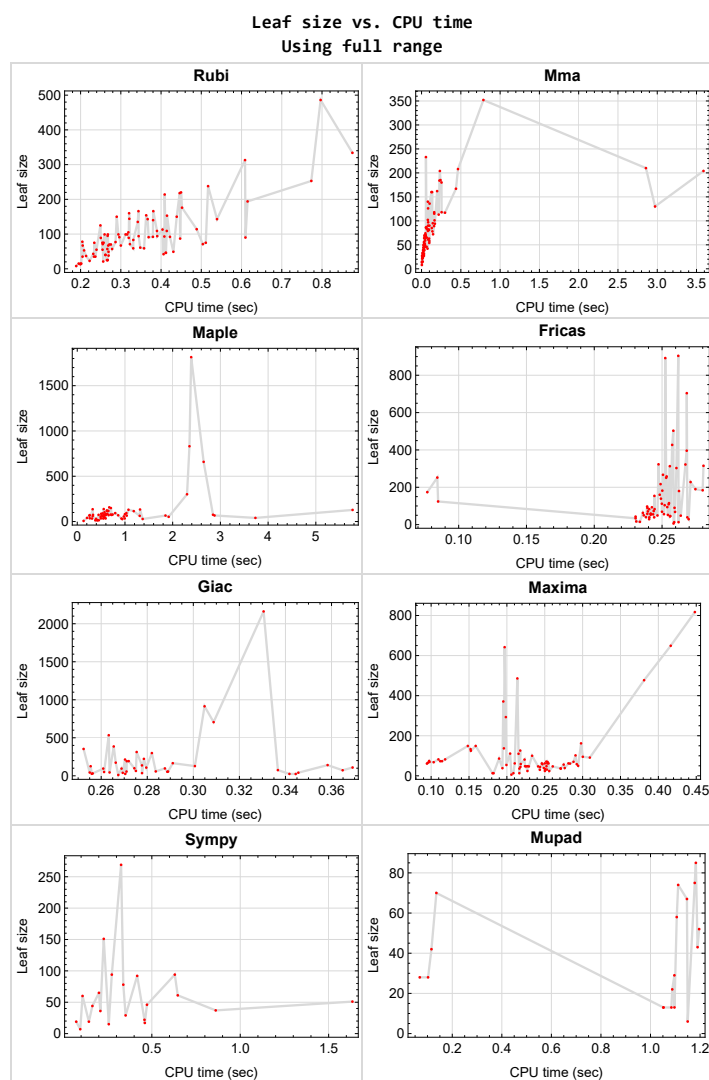 Leaf size vs. CPU time
Using full range
Rubi
Leaf size
500
400
300
200
100
0
0.2 0.3 0.4 0.5 0.6 0.7 0.8
CPU time (sec)
Mma
Leaf size
350
300
250
200
150
100
50
0
0.0 0.5 1.0 1.5 2.0 2.5 3.0 3.5
CPU time (sec)
Maple
Leaf size
1500
1000
500
0
0 1 2 3 4 5
CPU time (sec)
Fricas
Leaf size
800
600
400
200
0
0.10 0.15 0.20 0.25
CPU time (sec)
Giac
Leaf size
2000
1500
1000
500
0
0.26 0.28 0.30 0.32 0.34 0.36
CPU time (sec)
Maxima
Leaf size
800
600
400
200
0
0.10 0.15 0.20 0.25 0.30 0.35 0.40 0.45
CPU time (sec)
Sympy
Leaf size
250
200
150
100
50
0
0.5 1.0 1.5
CPU time (sec)
Mupad
Leaf size
80
60
40
20
0
0.2 0.4 0.6 0.8 1.0 1.2
CPU time (sec)